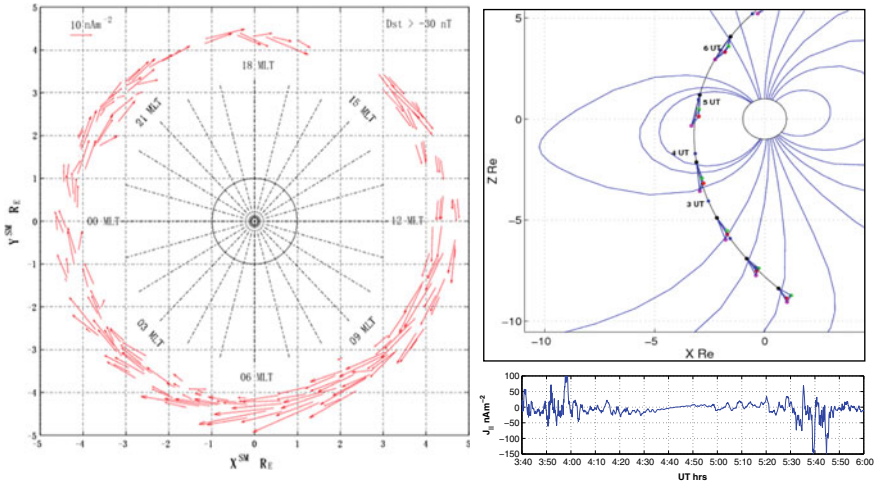 10 nAm⁻²
Dst > -30 nT
18 MLT
15 MLT
21 MLT
00 MLT
12 MLT
03 MLT
09 MLT
06 MLT
5
4
3
2
1
0
-1
-2
-3
-4
-5
Yˢᴹ R_E
-5 -4 -3 -2 -1 0 1 2 3 4 5
Xˢᴹ R_E
5
0
-5
-10
Z Re
6 UT
5 UT
4 UT
3 UT
-10 -5 0
X Re
100
50
0
-50
-100
-150
J_|| nAm⁻²
3:40 3:50 4:00 4:10 4:20 4:30 4:40 4:50 5:00 5:10 5:20 5:30 5:40 5:50 6:00
UT hrs